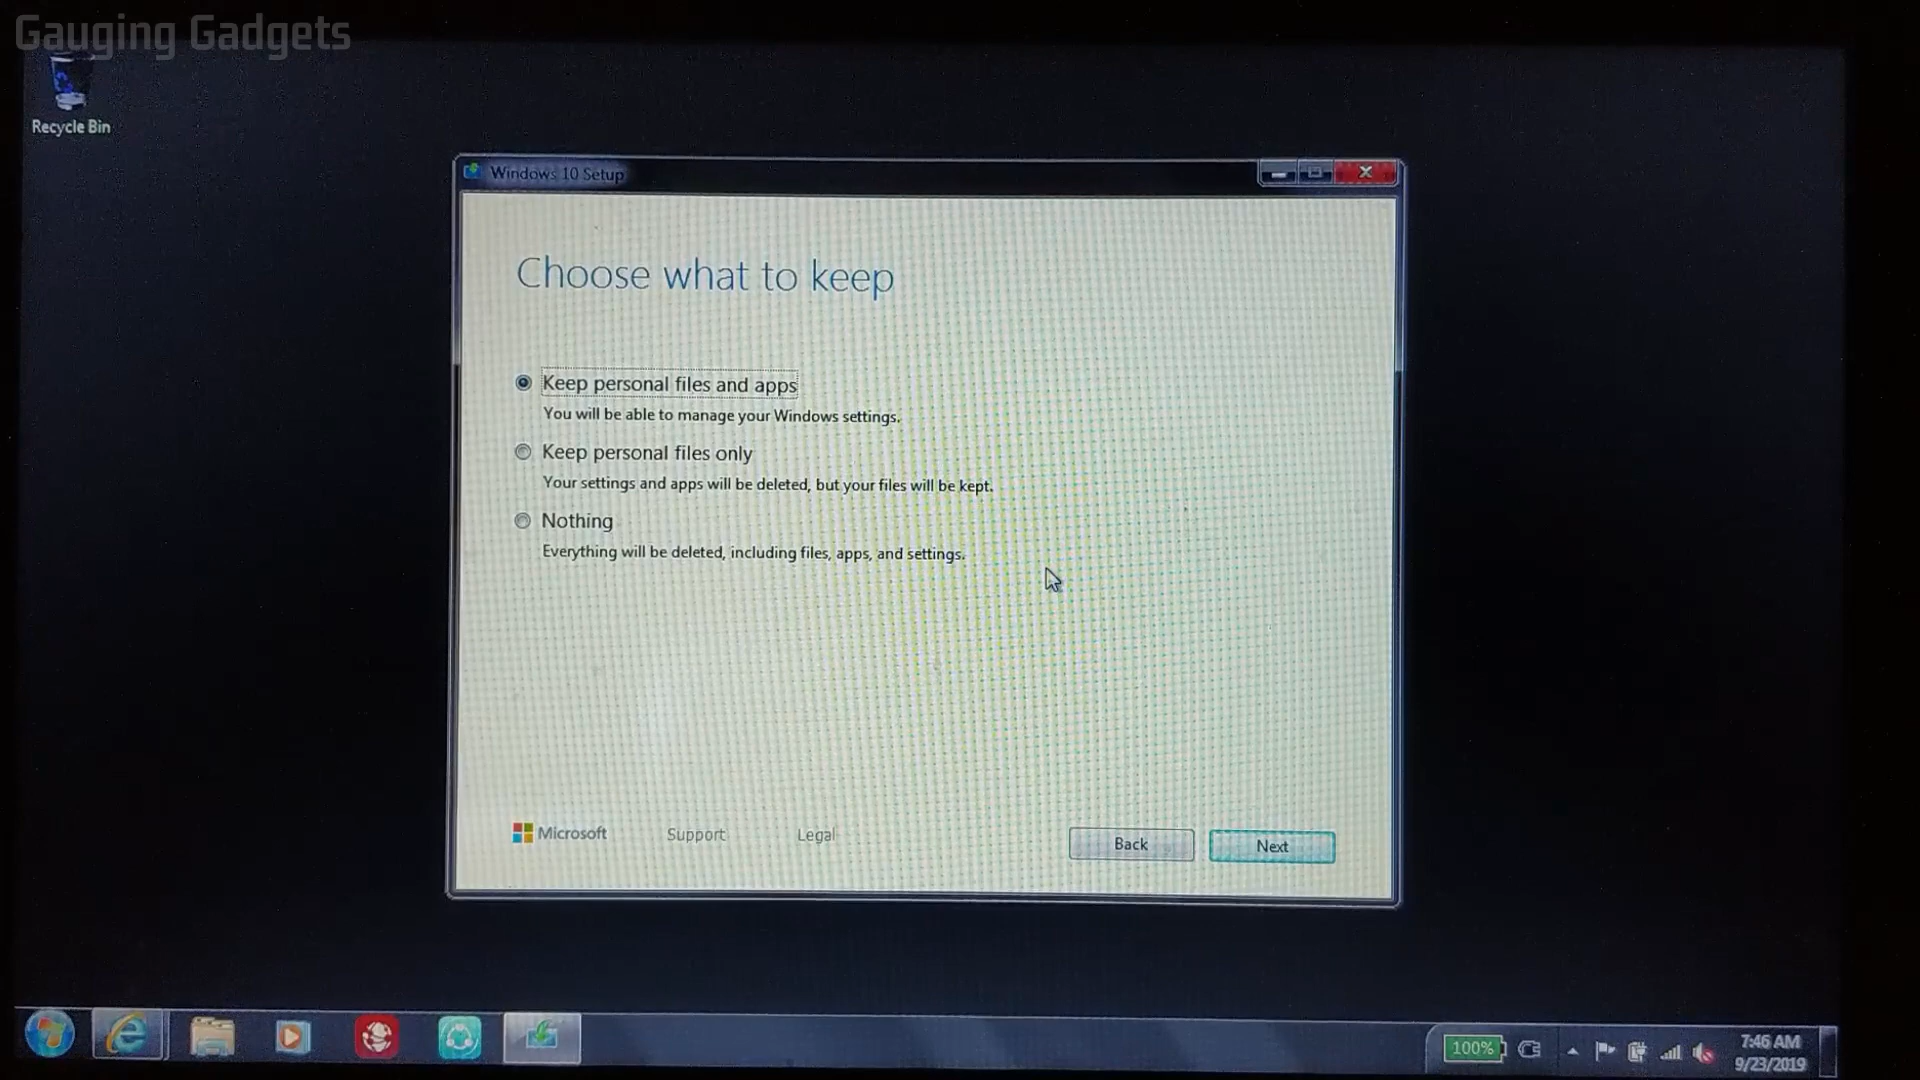 Gauging Gadgets
Recycle Bin
Windows 10 Setup
Choose what to keep
Keep personal files and apps
You will be able to manage your Windows settings.
Keep personal files only
Your settings and apps will be deleted, but your files will be kept.
Nothing
Everything will be deleted, including files, apps, and settings.
Microsoft
Support
Legal
Back
Next
100%
7:46 AM
9/23/2019